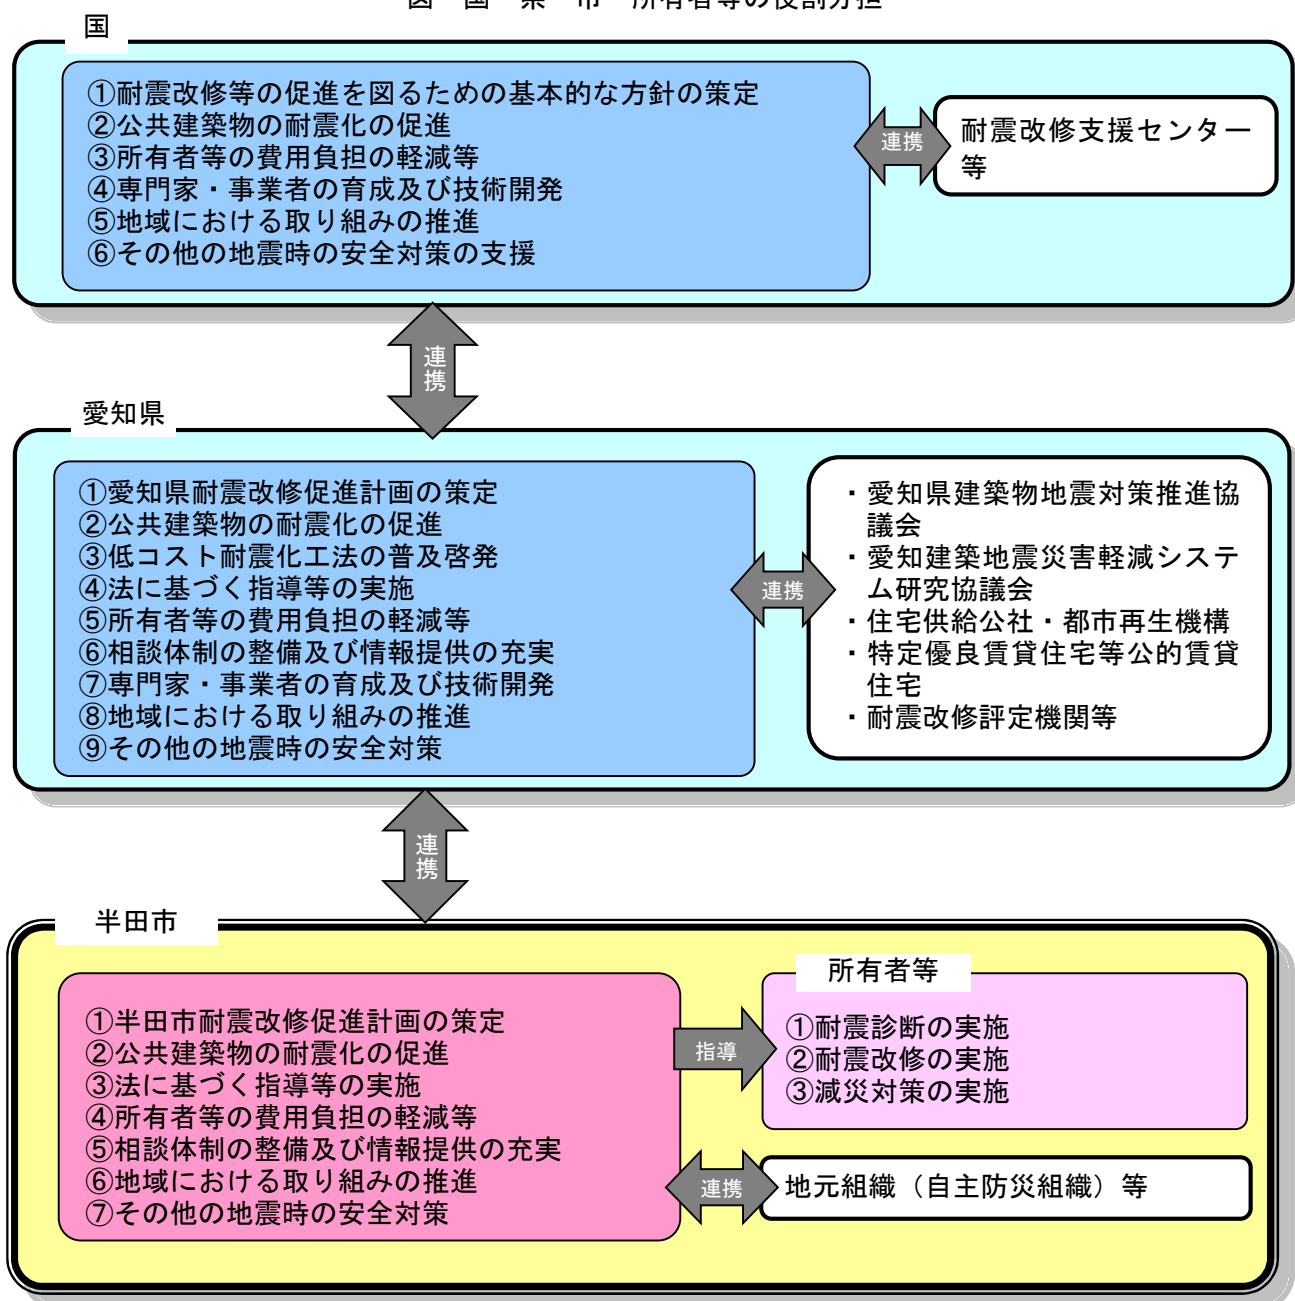 図 国・県・市・所有者等の役割分担
国
①耐震改修等の促進を図るための基本的な方針の策定
②公共建築物の耐震化の促進
③所有者等の費用負担の軽減等
④専門家・事業者の育成及び技術開発
⑤地域における取り組みの推進
⑥その他の地震時の安全対策の支援
連携
耐震改修支援センター
等
連携
愛知県
①愛知県耐震改修促進計画の策定
②公共建築物の耐震化の促進
③低コスト耐震化工法の普及啓発
④法に基づく指導等の実施
⑤所有者等の費用負担の軽減等
⑥相談体制の整備及び情報提供の充実
⑦専門家・事業者の育成及び技術開発
⑧地域における取り組みの推進
⑨その他の地震時の安全対策
連携
・愛知県建築物地震対策推進協
議会
・愛知建築地震災害軽減システ
ム研究協議会
・住宅供給公社・都市再生機構
・特定優良賃貸住宅等公的賃貸
住宅
・耐震改修評定機関等
連携
半田市
①半田市耐震改修促進計画の策定
②公共建築物の耐震化の促進
③法に基づく指導等の実施
④所有者等の費用負担の軽減等
⑤相談体制の整備及び情報提供の充実
⑥地域における取り組みの推進
⑦その他の地震時の安全対策
指導
所有者等
①耐震診断の実施
②耐震改修の実施
③減災対策の実施
連携
地元組織（自主防災組織）等